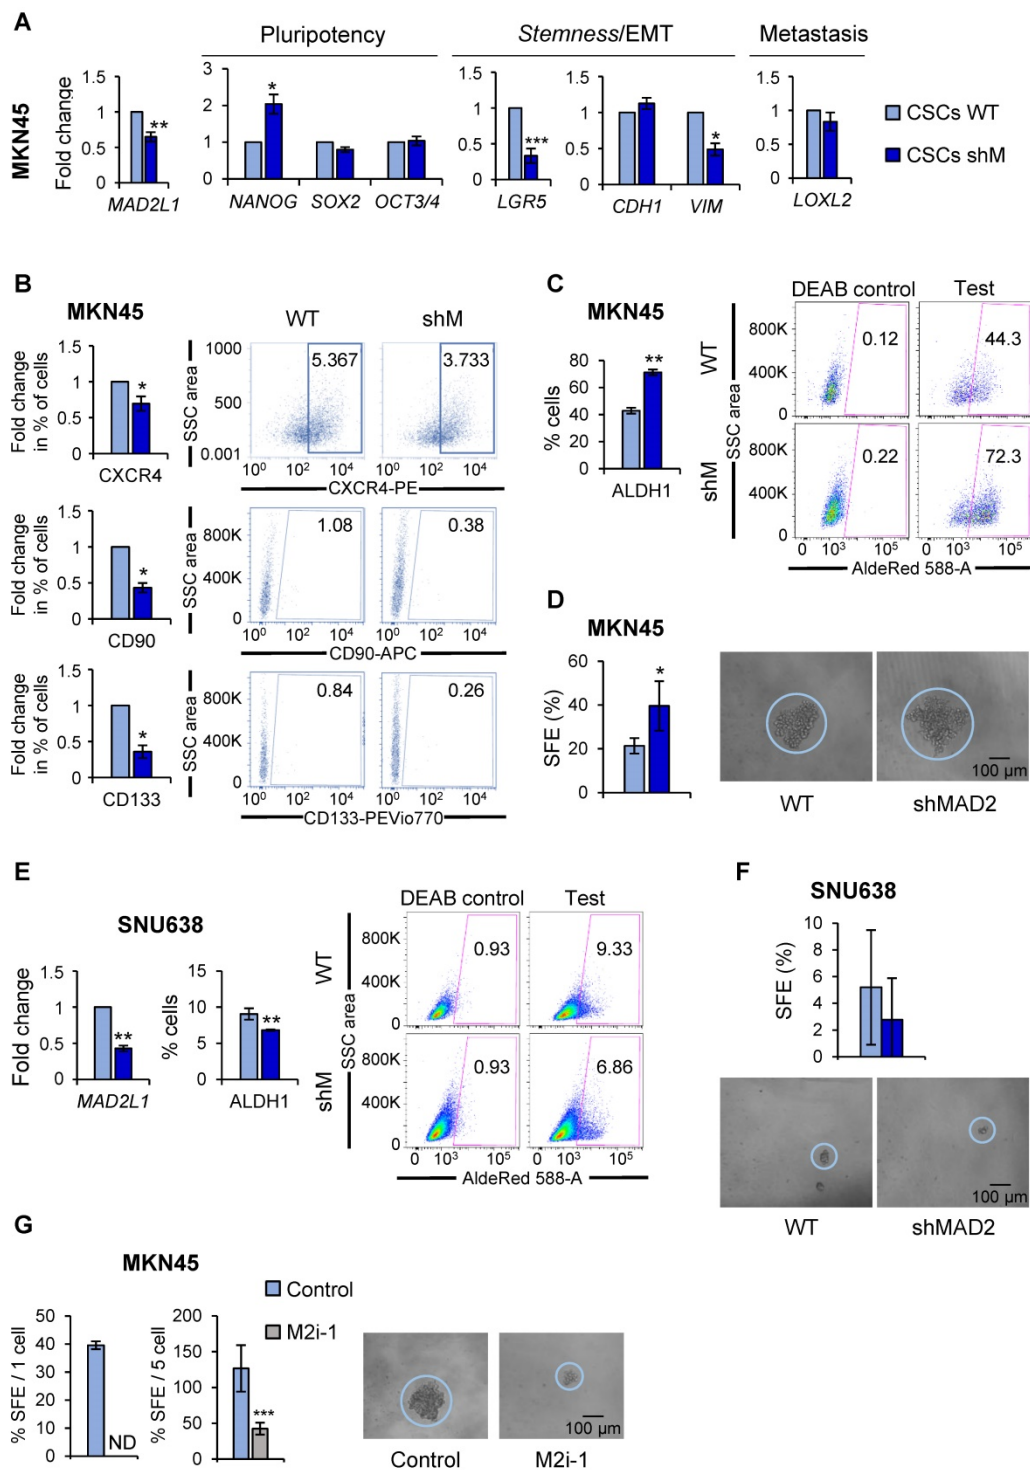 A
Pluripotency
Stemness/EMT
Metastasis
MKN45
Fold change
1.5
1
0.5
0
**
MAD2L1
3
2
1
0
*
NANOG SOX2 OCT3/4
1.5
1
0.5
0
***
LGR5
1.5
1
0.5
0
*
CDH1 VIM
1.5
1
0.5
0
LOXL2
CSCs WT
CSCs shM
B
MKN45
WT shM
Fold change
in % of cells
1.5
1
0.5
0
*
CXCR4
SSC area
1000
500
0.001
5.367 3.733
10⁰ 10² 10⁴ 10⁰ 10² 10⁴
CXCR4-PE
Fold change
in % of cells
1.5
1
0.5
0
*
CD90
SSC area
800K
400K
0
1.08 0.38
10⁰ 10² 10⁴ 10⁰ 10² 10⁴
CD90-APC
Fold change
in % of cells
1.5
1
0.5
0
*
CD133
SSC area
800K
400K
0
0.84 0.26
10⁰ 10² 10⁴ 10⁰ 10² 10⁴
CD133-PEVio770
C
MKN45
% cells
80
60
40
20
0
**
ALDH1
DEAB control Test
WT
shM
SSC area
800K
400K
0
0.12 44.3
800K
400K
0
0.22 72.3
10³ 10⁵ 10³ 10⁵
AldeRed 588-A
D
MKN45
SFE (%)
60
40
20
0
*
100 µm
WT shMAD2
E
SNU638
Fold change
1.5
1
0.5
0
**
MAD2L1
% cells
15
10
5
0
**
ALDH1
DEAB control Test
WT
shM
SSC area
800K
400K
0
0.93 9.33
800K
400K
0
0.93 6.86
10³ 10⁵ 10³ 10⁵
AldeRed 588-A
F
SNU638
SFE (%)
10
8
6
4
2
0
100 µm
WT shMAD2
G
MKN45
% SFE / 1 cell
50
40
30
20
10
0
ND
% SFE / 5 cell
200
150
100
50
0
***
Control
M2i-1
100 µm
Control M2i-1